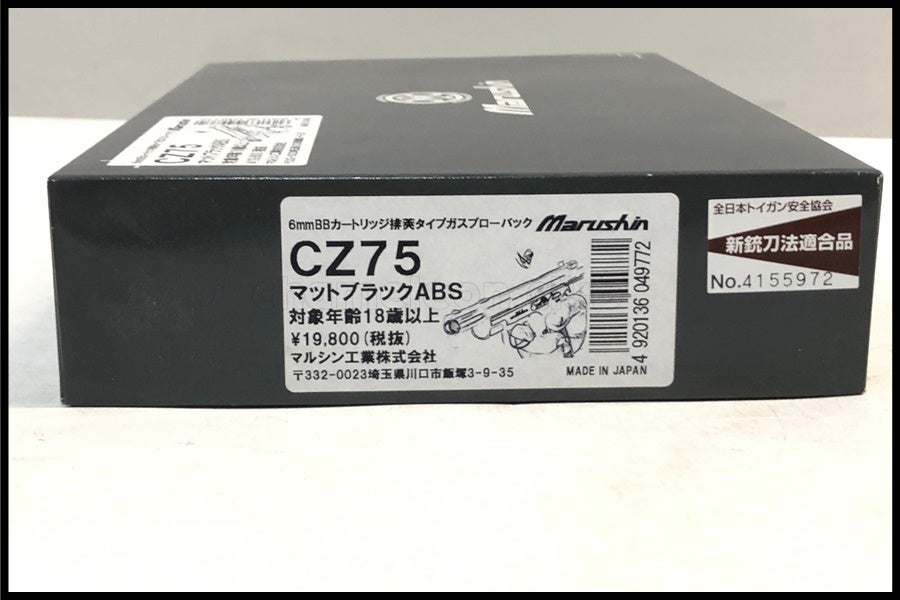 Marushin
CZ75
6mmBBカートリッジ排莢タイプガスブローバック Marushin
CZ75
マットブラックABS
対象年齢18歳以上
¥19,800(税抜)
マルシン工業株式会社
〒332-0023埼玉県川口市飯塚3-9-35
4 920136 049772
MADE IN JAPAN
全日本トイガン安全協会
新銃刀法適合品
No.4155972